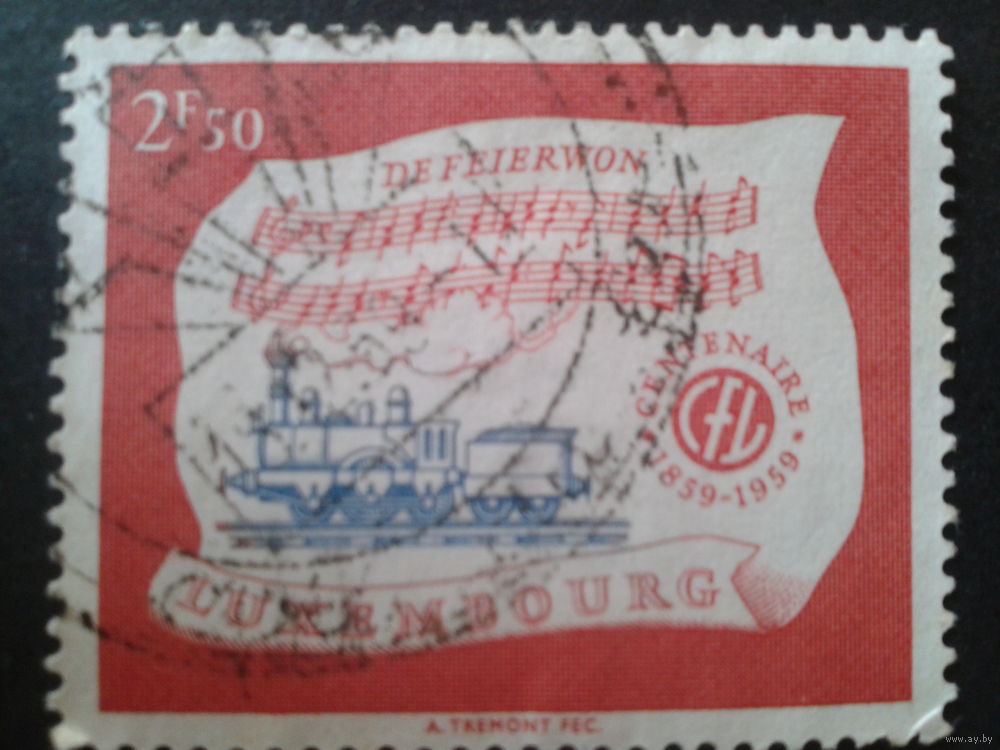 2F50
DE FEIERWON
CENTENAIRE
CFL
1859-1959
LUXEMBOURG
A. TREMONT FEC.
www.ay.by